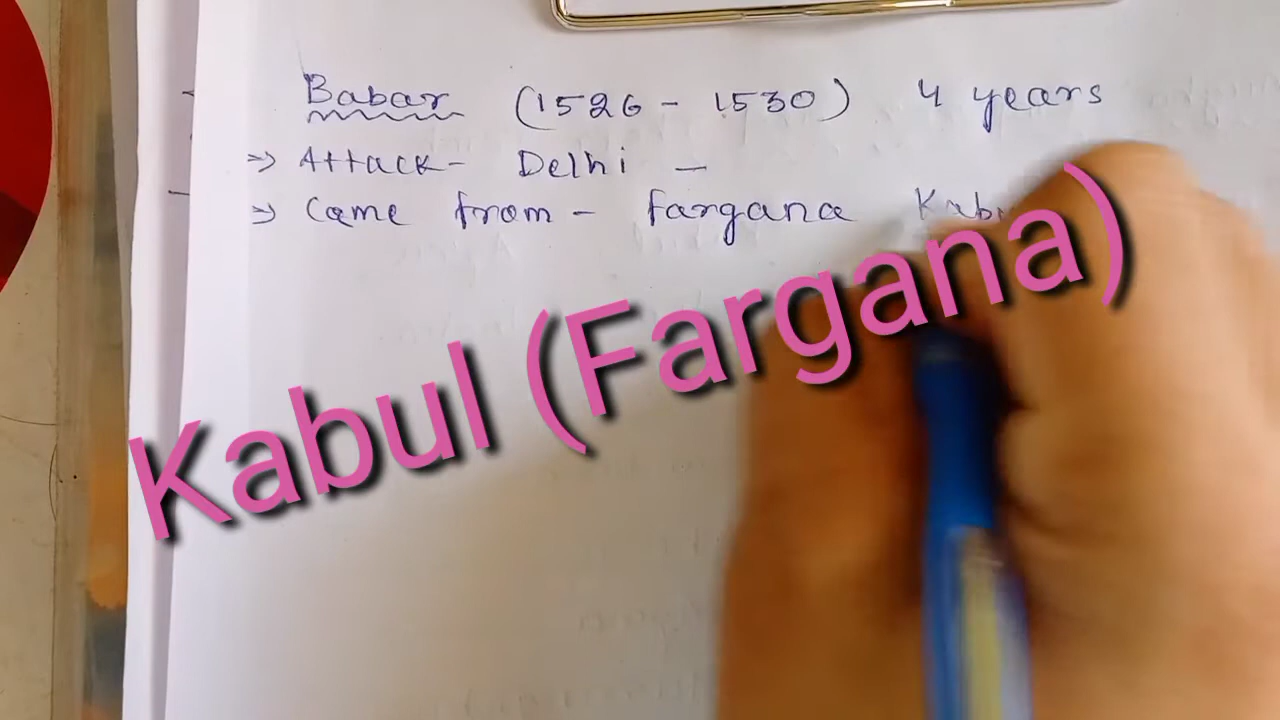 Babar (1526 - 1530) 4 years
=> Attack - Delhi -
=> Came from - fargana
Kabul (Fargana)